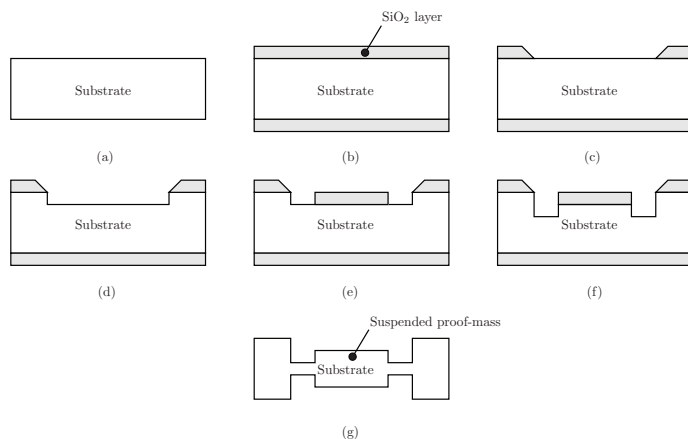 SiO₂ layer
Substrate
Substrate
Substrate
(a)
(b)
(c)
Substrate
Substrate
Substrate
(d)
(e)
(f)
Suspended proof-mass
Substrate
(g)